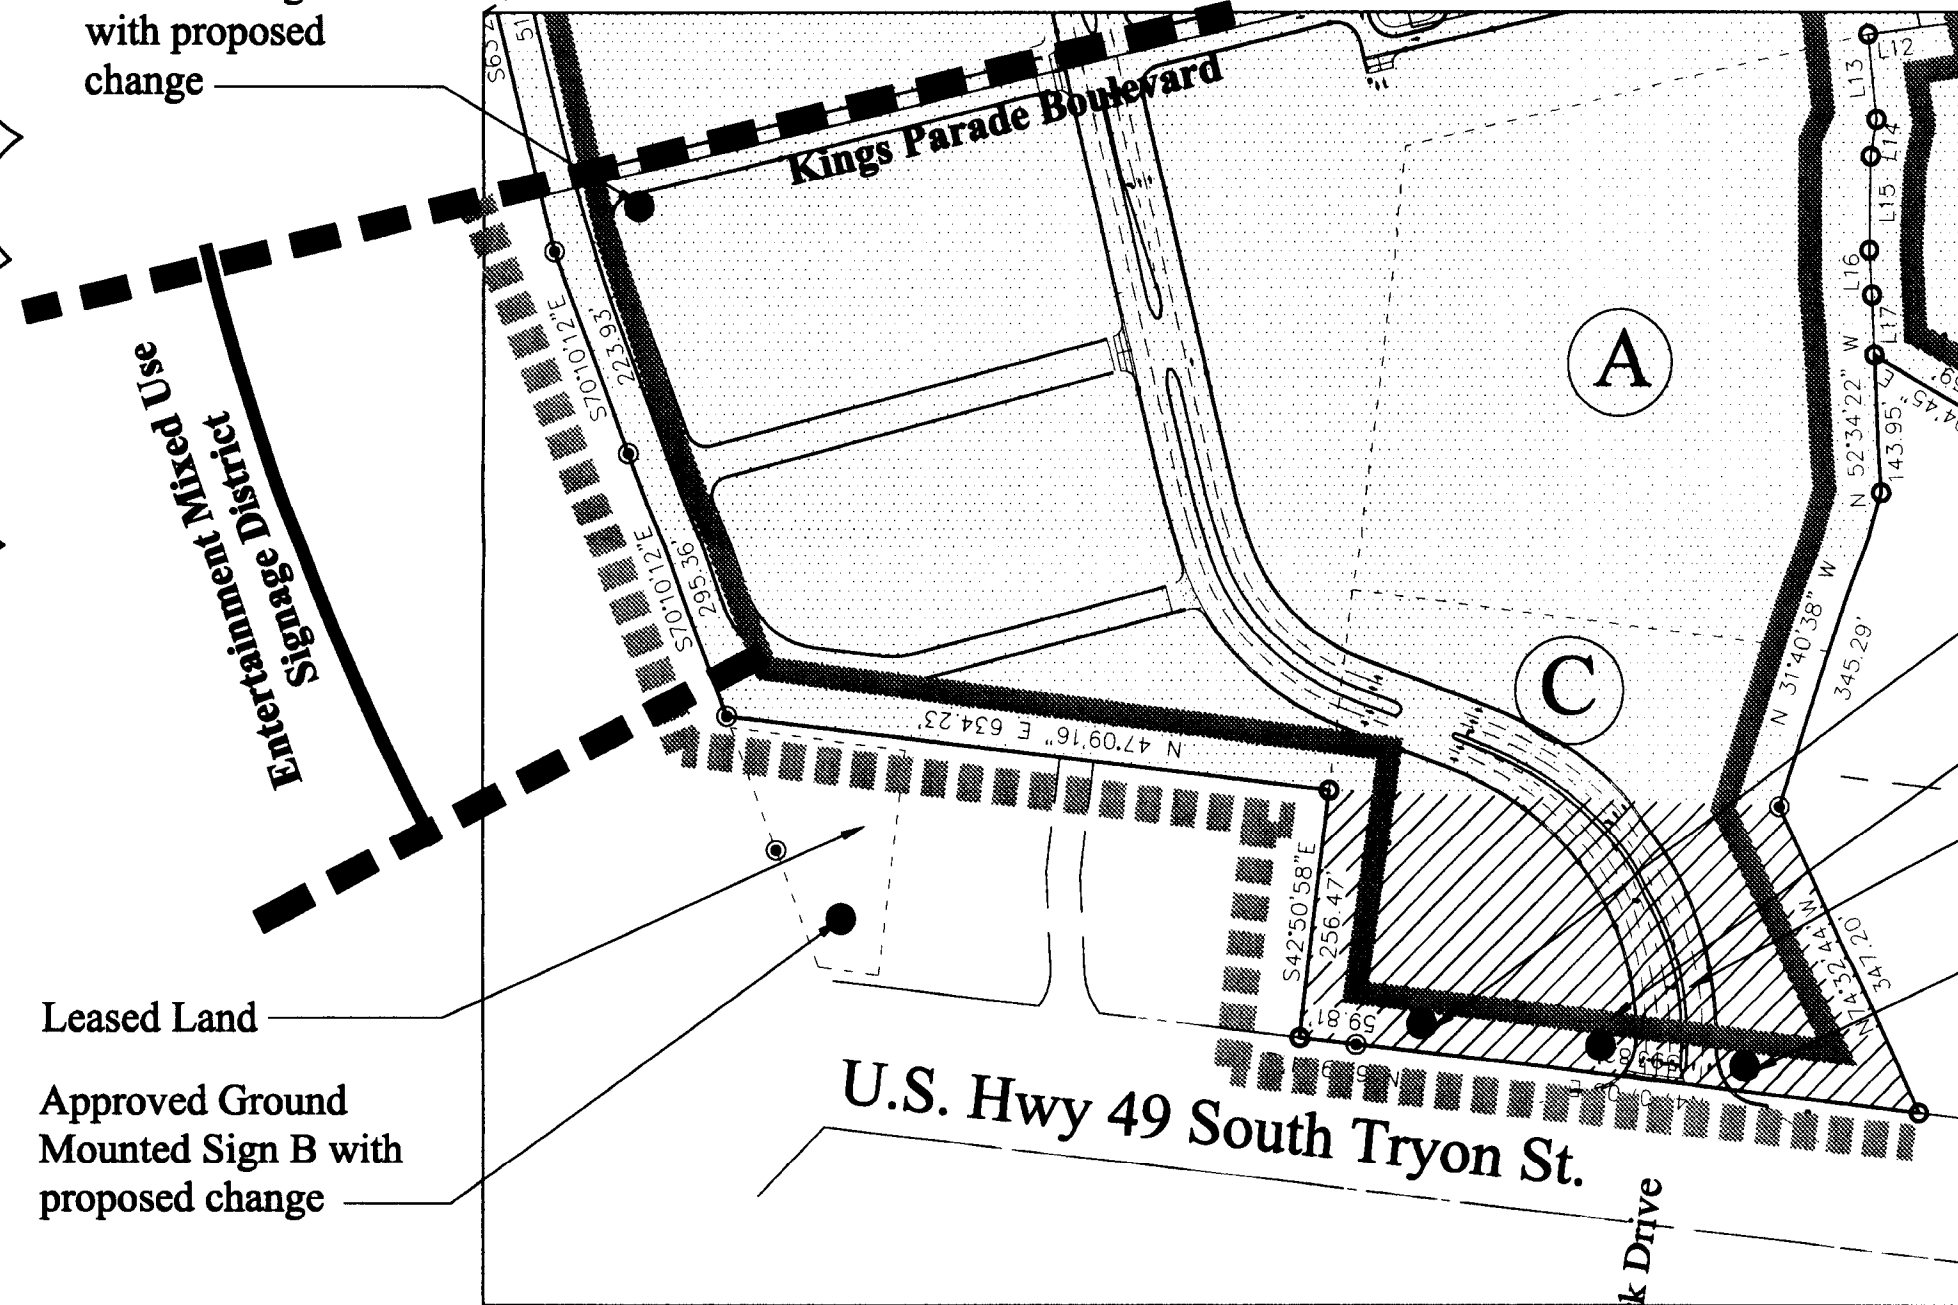 with proposed
change
Kings Parade Boulevard
Entertainment Mixed Use
Signage District
A
C
L12
L13
L14
L15
L16
L17
N 52°34'22" W
143.95'
N 31°40'38" W
345.29'
N74°32'44"W
347.20'
S70°10'12"E
223.93'
S70°10'12"E
295.36'
N 47°09'16" E 634.23'
S42°50'58"E
256.47'
59.81'
Leased Land
Approved Ground
Mounted Sign B with
proposed change
U.S. Hwy 49 South Tryon St.
Drive